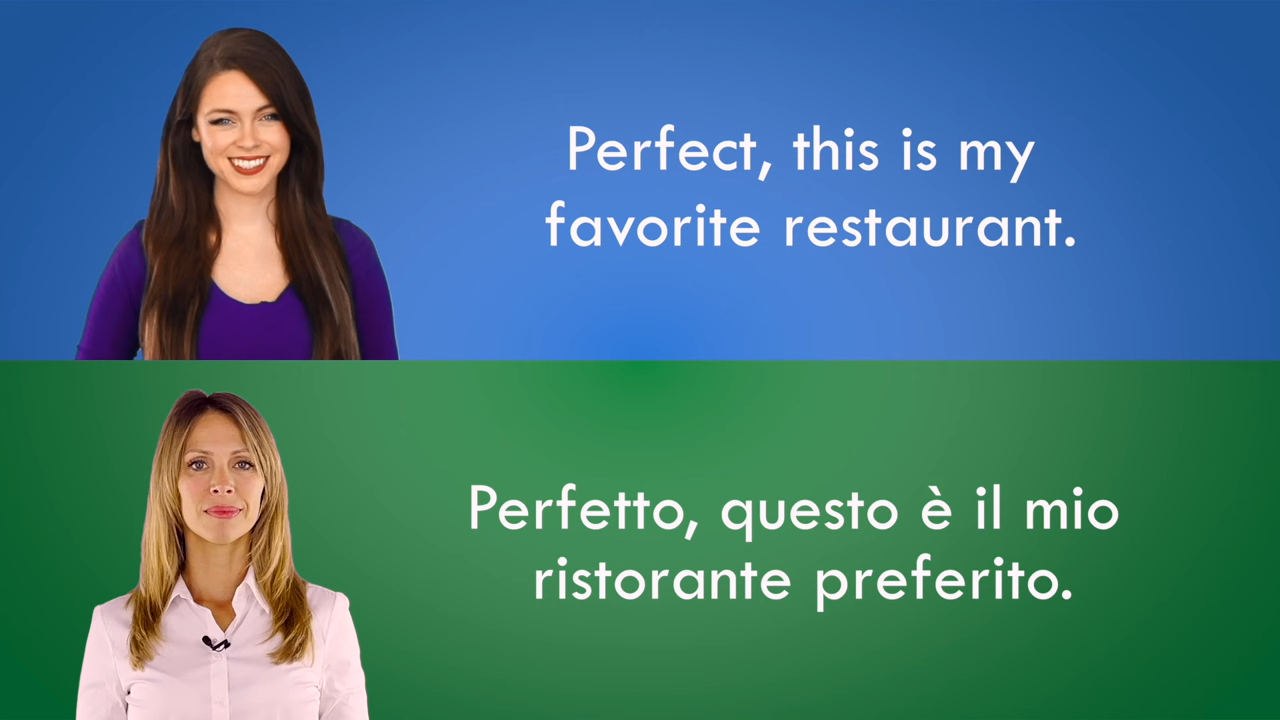 Perfect, this is my
favorite restaurant.
Perfetto, questo è il mio
ristorante preferito.